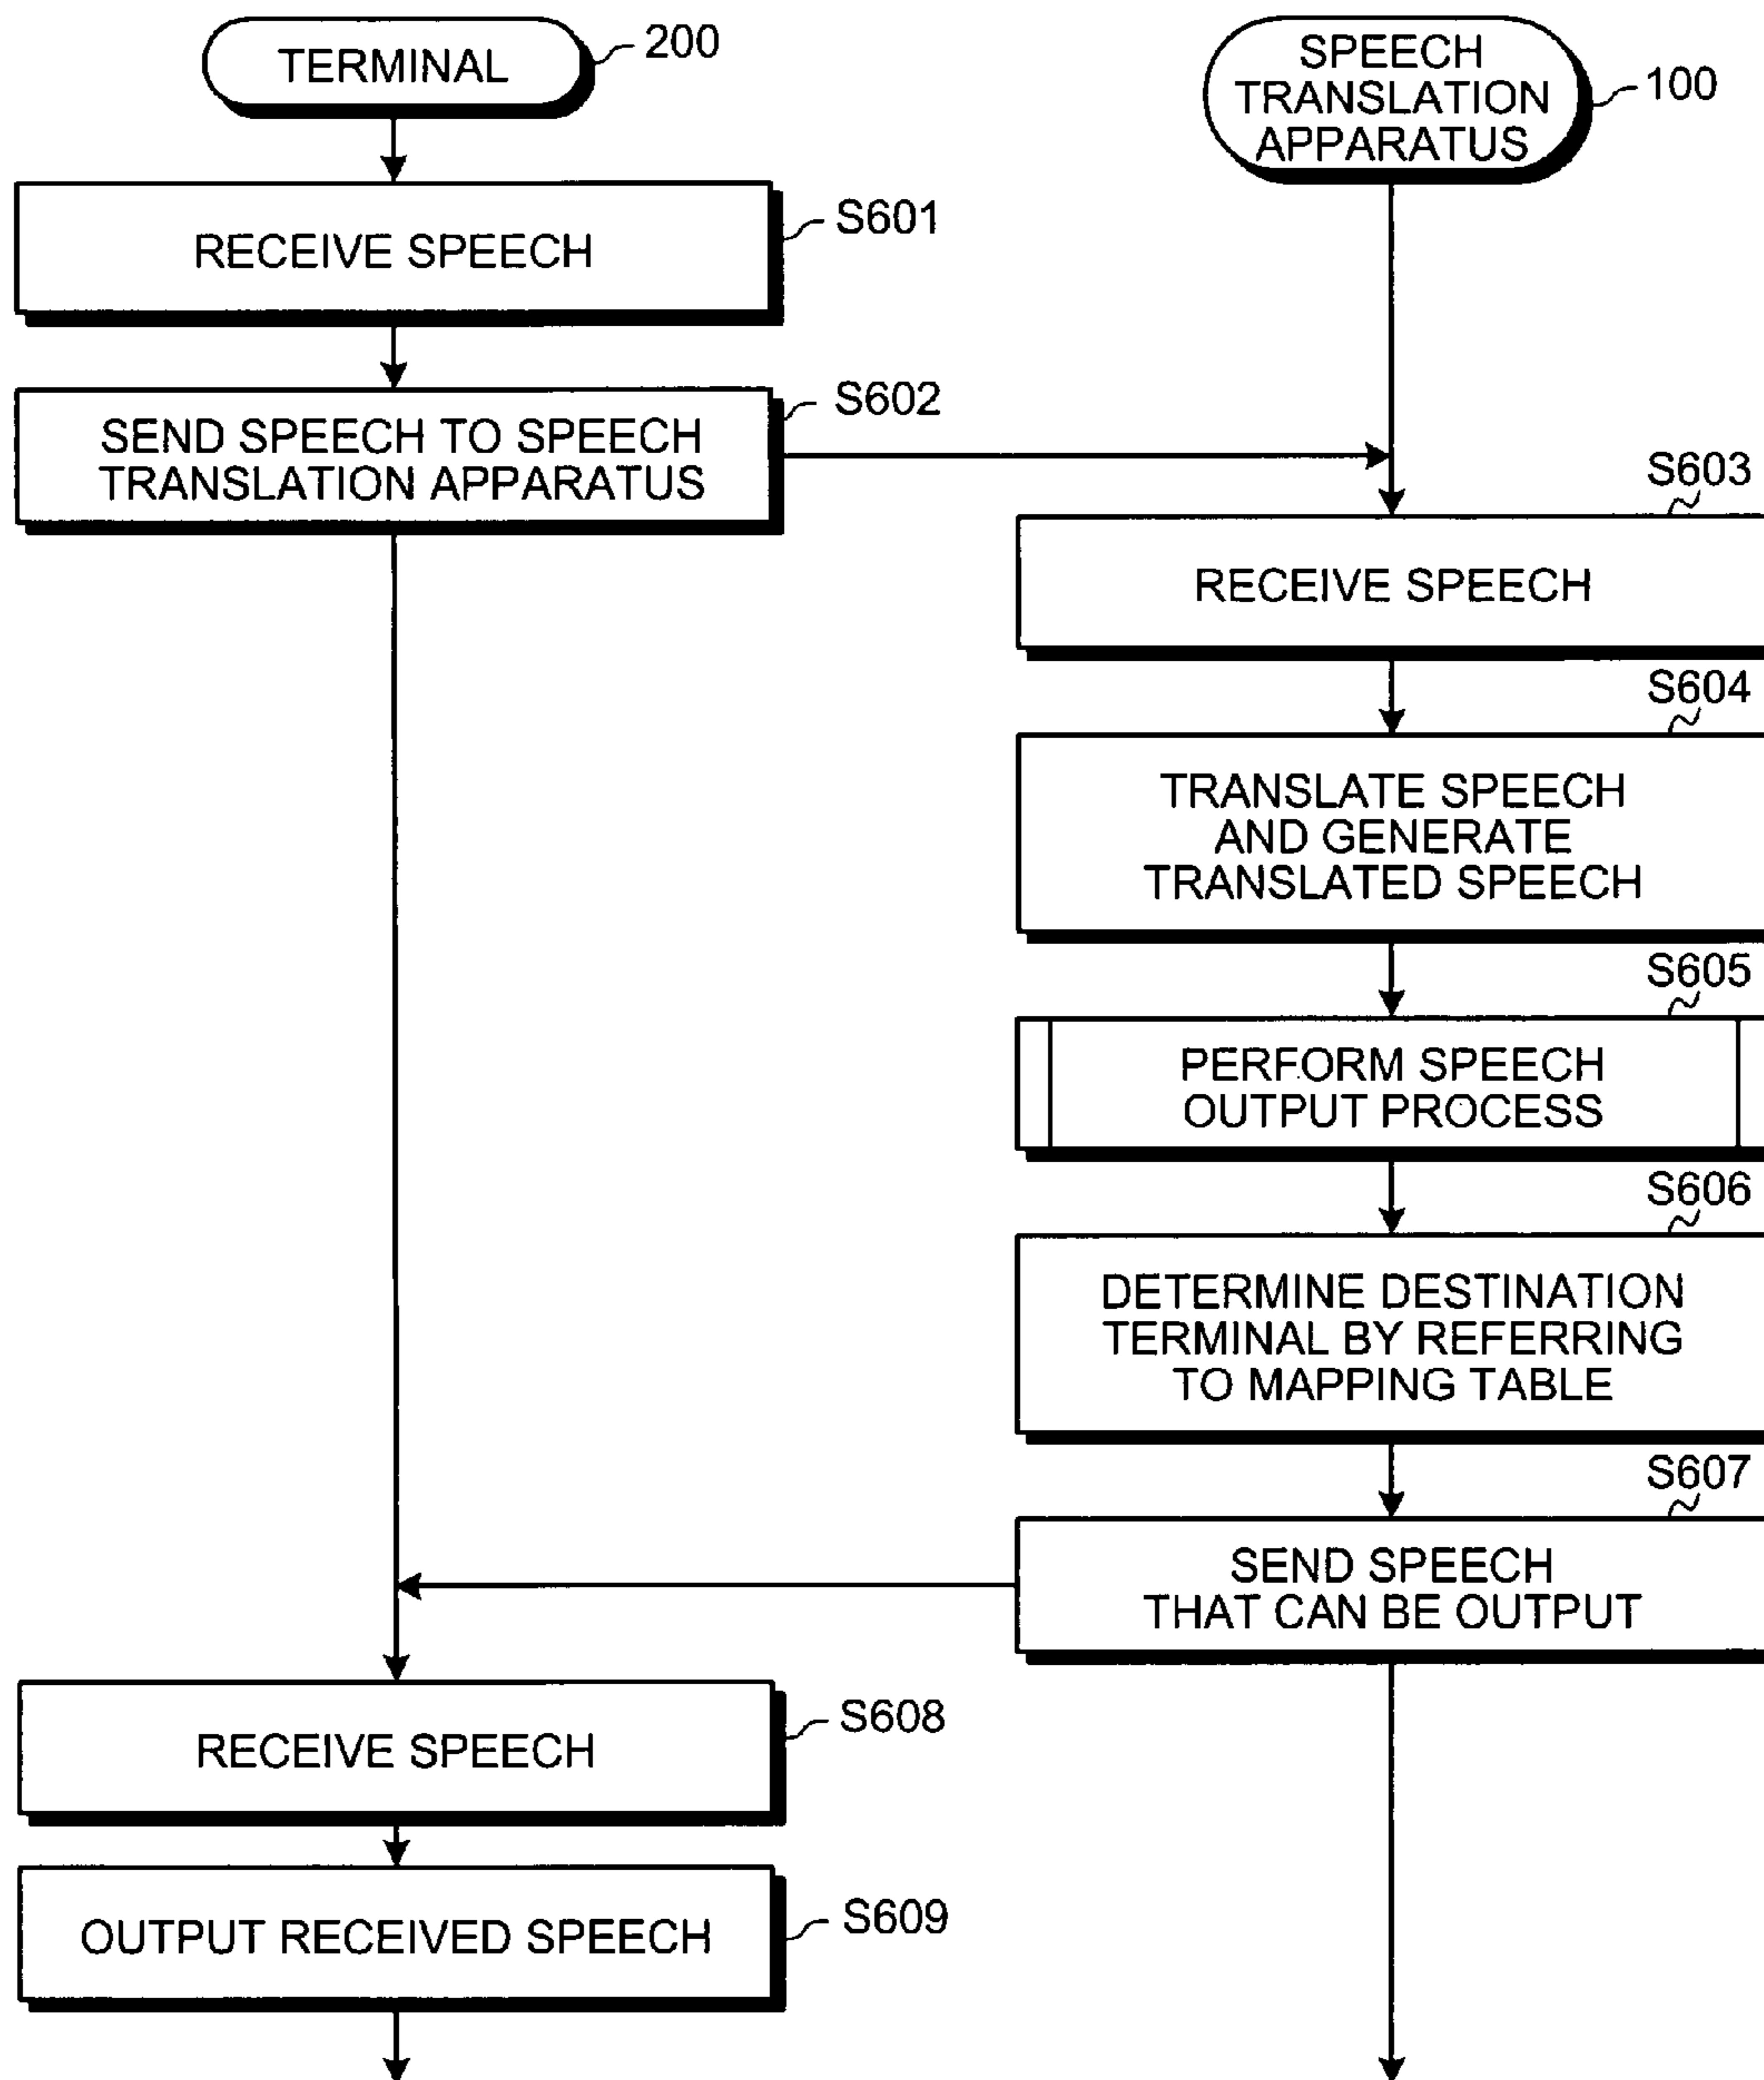 TERMINAL
200
SPEECH
TRANSLATION
APPARATUS
100
RECEIVE SPEECH
S601
SEND SPEECH TO SPEECH
TRANSLATION APPARATUS
S602
S603
RECEIVE SPEECH
S604
TRANSLATE SPEECH
AND GENERATE
TRANSLATED SPEECH
S605
PERFORM SPEECH
OUTPUT PROCESS
S606
DETERMINE DESTINATION
TERMINAL BY REFERRING
TO MAPPING TABLE
S607
SEND SPEECH
THAT CAN BE OUTPUT
RECEIVE SPEECH
S608
OUTPUT RECEIVED SPEECH
S609